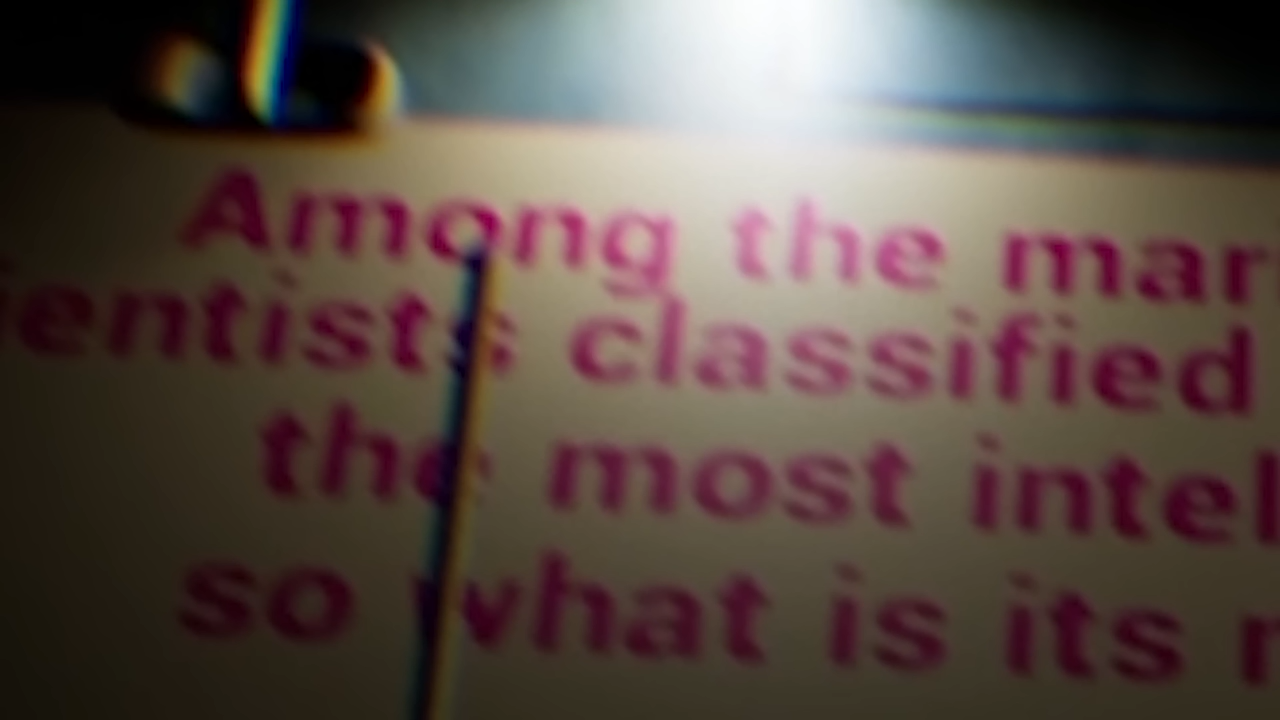 Among the mar
ientists classified
the most intel
so what is its